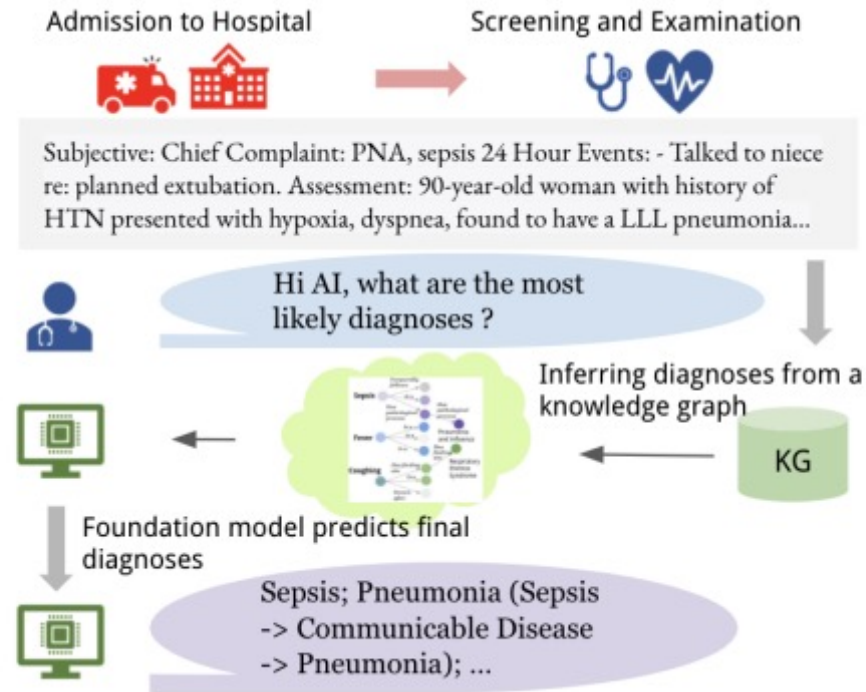 Admission to Hospital
Screening and Examination
Subjective: Chief Complaint: PNA, sepsis 24 Hour Events: - Talked to niece
re: planned extubation. Assessment: 90-year-old woman with history of
HTN presented with hypoxia, dyspnea, found to have a LLL pneumonia...
Hi AI, what are the most
likely diagnoses ?
Inferring diagnoses from a
knowledge graph
KG
Sepsis
Fever
Coughing
Foundation model predicts final
diagnoses
Sepsis; Pneumonia (Sepsis
-> Communicable Disease
-> Pneumonia); ...